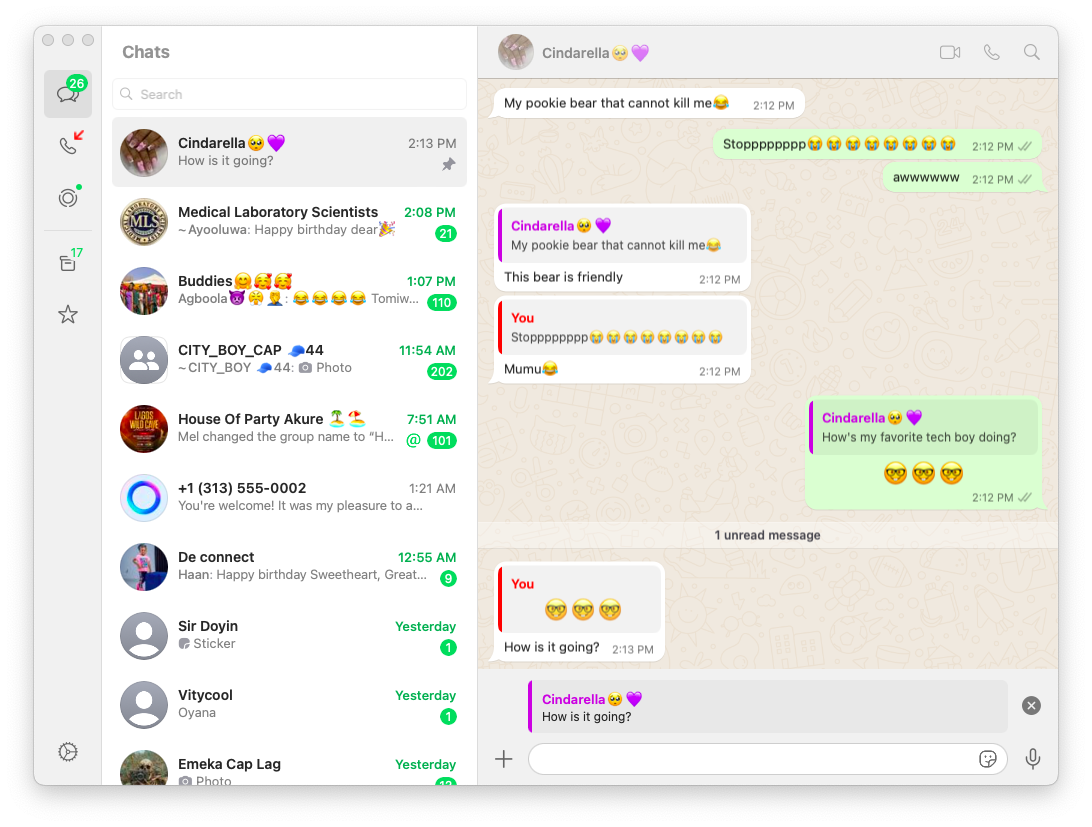 26
17
Chats
Search
Cindarella🥺💜 2:13 PM
How is it going?
Medical Laboratory Scientists 2:08 PM
~Ayooluwa: Happy birthday dear🎉 21
Buddies🤗🥰🥰 1:07 PM
Agboola😈😤🤦: 😂😂😂😂 Tomiw... 110
CITY_BOY_CAP 🧢44 11:54 AM
~CITY_BOY 🧢44: Photo 202
House Of Party Akure 🏝️⛱️ 7:51 AM
Mel changed the group name to “H... @ 101
+1 (313) 555-0002 1:21 AM
You're welcome! It was my pleasure to a...
De connect 12:55 AM
Haan: Happy birthday Sweetheart, Great... 9
Sir Doyin Yesterday
Sticker 1
Vitycool Yesterday
Oyana 1
Emeka Cap Lag Yesterday
Photo 12
MLS
LAGOS
WILD CAVE
Cindarella🥺💜
My pookie bear that cannot kill me😂 2:12 PM
Stopppppppp😭😭😭😭😭😭😭😭 2:12 PM
awwwwww 2:12 PM
Cindarella🥺💜
My pookie bear that cannot kill me😂
This bear is friendly 2:12 PM
You
Stopppppppp😭😭😭😭😭😭😭😭
Mumu😂 2:12 PM
Cindarella🥺💜
How's my favorite tech boy doing?
🤓🤓🤓
2:12 PM
1 unread message
You
🤓🤓🤓
How is it going? 2:13 PM
Cindarella🥺💜
How is it going?